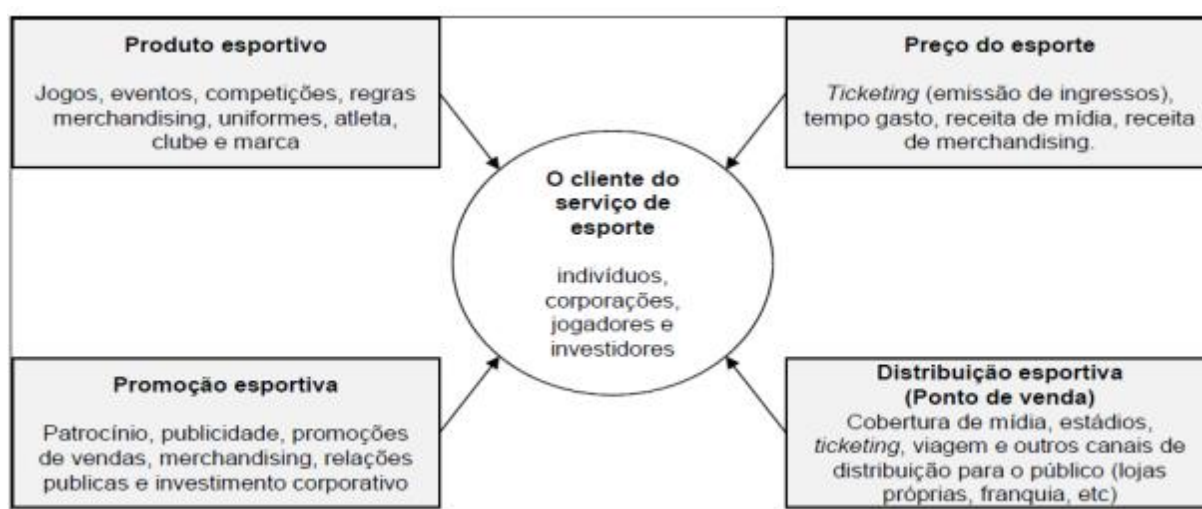 Produto esportivo
Jogos, eventos, competições, regras
merchandising, uniformes, atleta,
clube e marca
Preço do esporte
Ticketing (emissão de ingressos),
tempo gasto, receita de mídia, receita
de merchandising.
O cliente do
serviço de
esporte
indivíduos,
corporações,
jogadores e
investidores
Promoção esportiva
Patrocínio, publicidade, promoções
de vendas, merchandising, relações
publicas e investimento corporativo
Distribuição esportiva
(Ponto de venda)
Cobertura de mídia, estádios,
ticketing, viagem e outros canais de
distribuição para o público (lojas
próprias, franquia, etc)